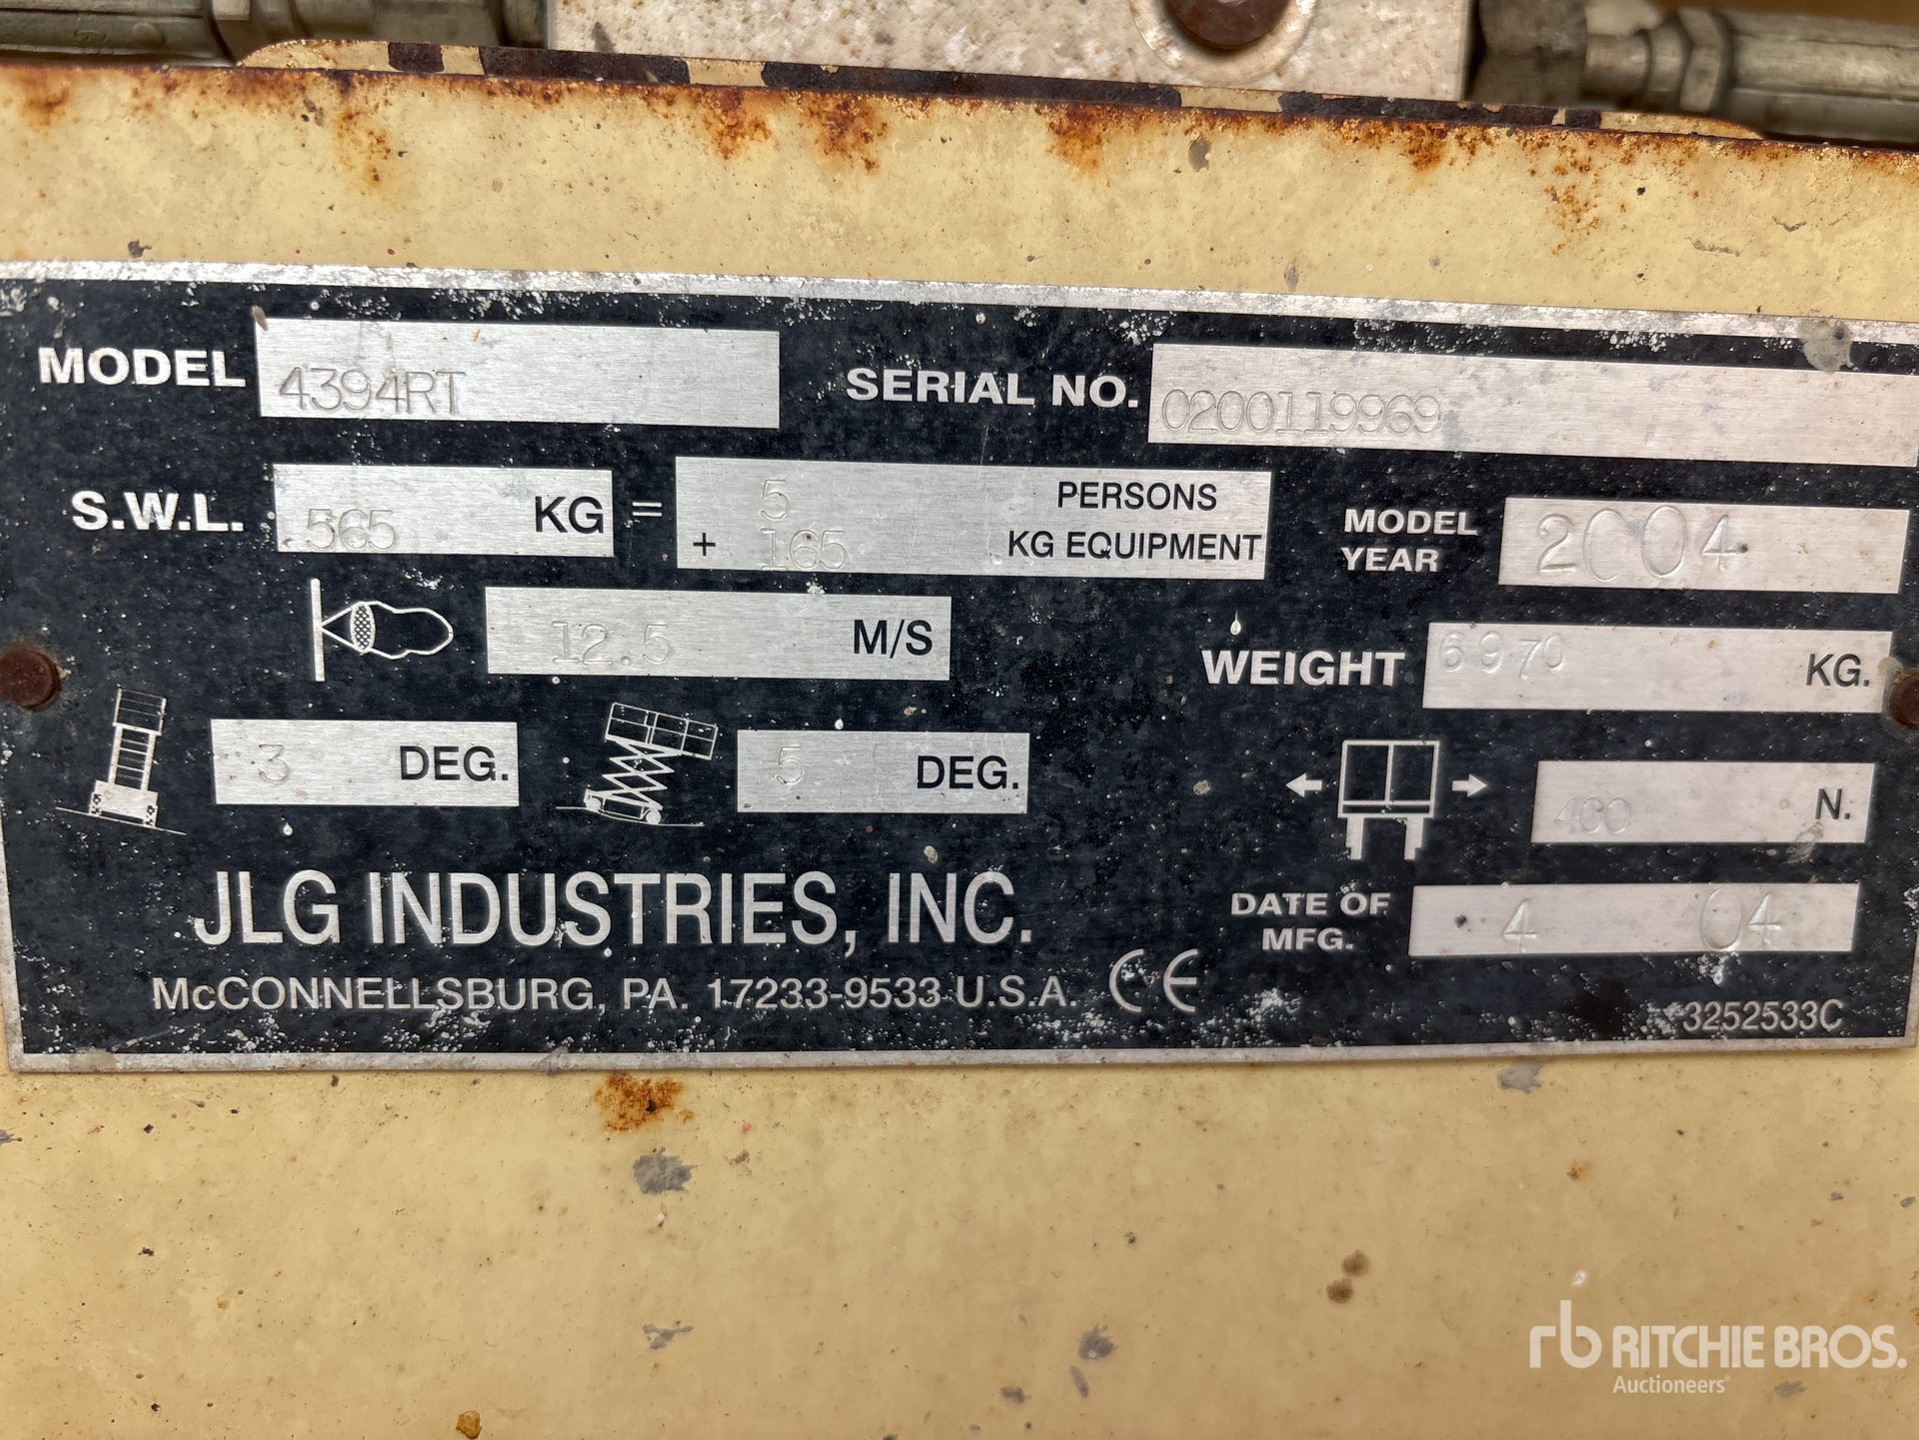 MODEL 4394RT SERIAL NO. 0200119969
S.W.L. 565 KG = 5 PERSONS
+ 165 KG EQUIPMENT
MODEL YEAR 2004
12.5 M/S
WEIGHT 6970 KG.
3 DEG. 5 DEG.
400 N.
JLG INDUSTRIES, INC.
DATE OF MFG. 4 04
McCONNELLSBURG, PA. 17233-9533 U.S.A. CE
3252533C
rb RITCHIE BROS.
Auctioneers